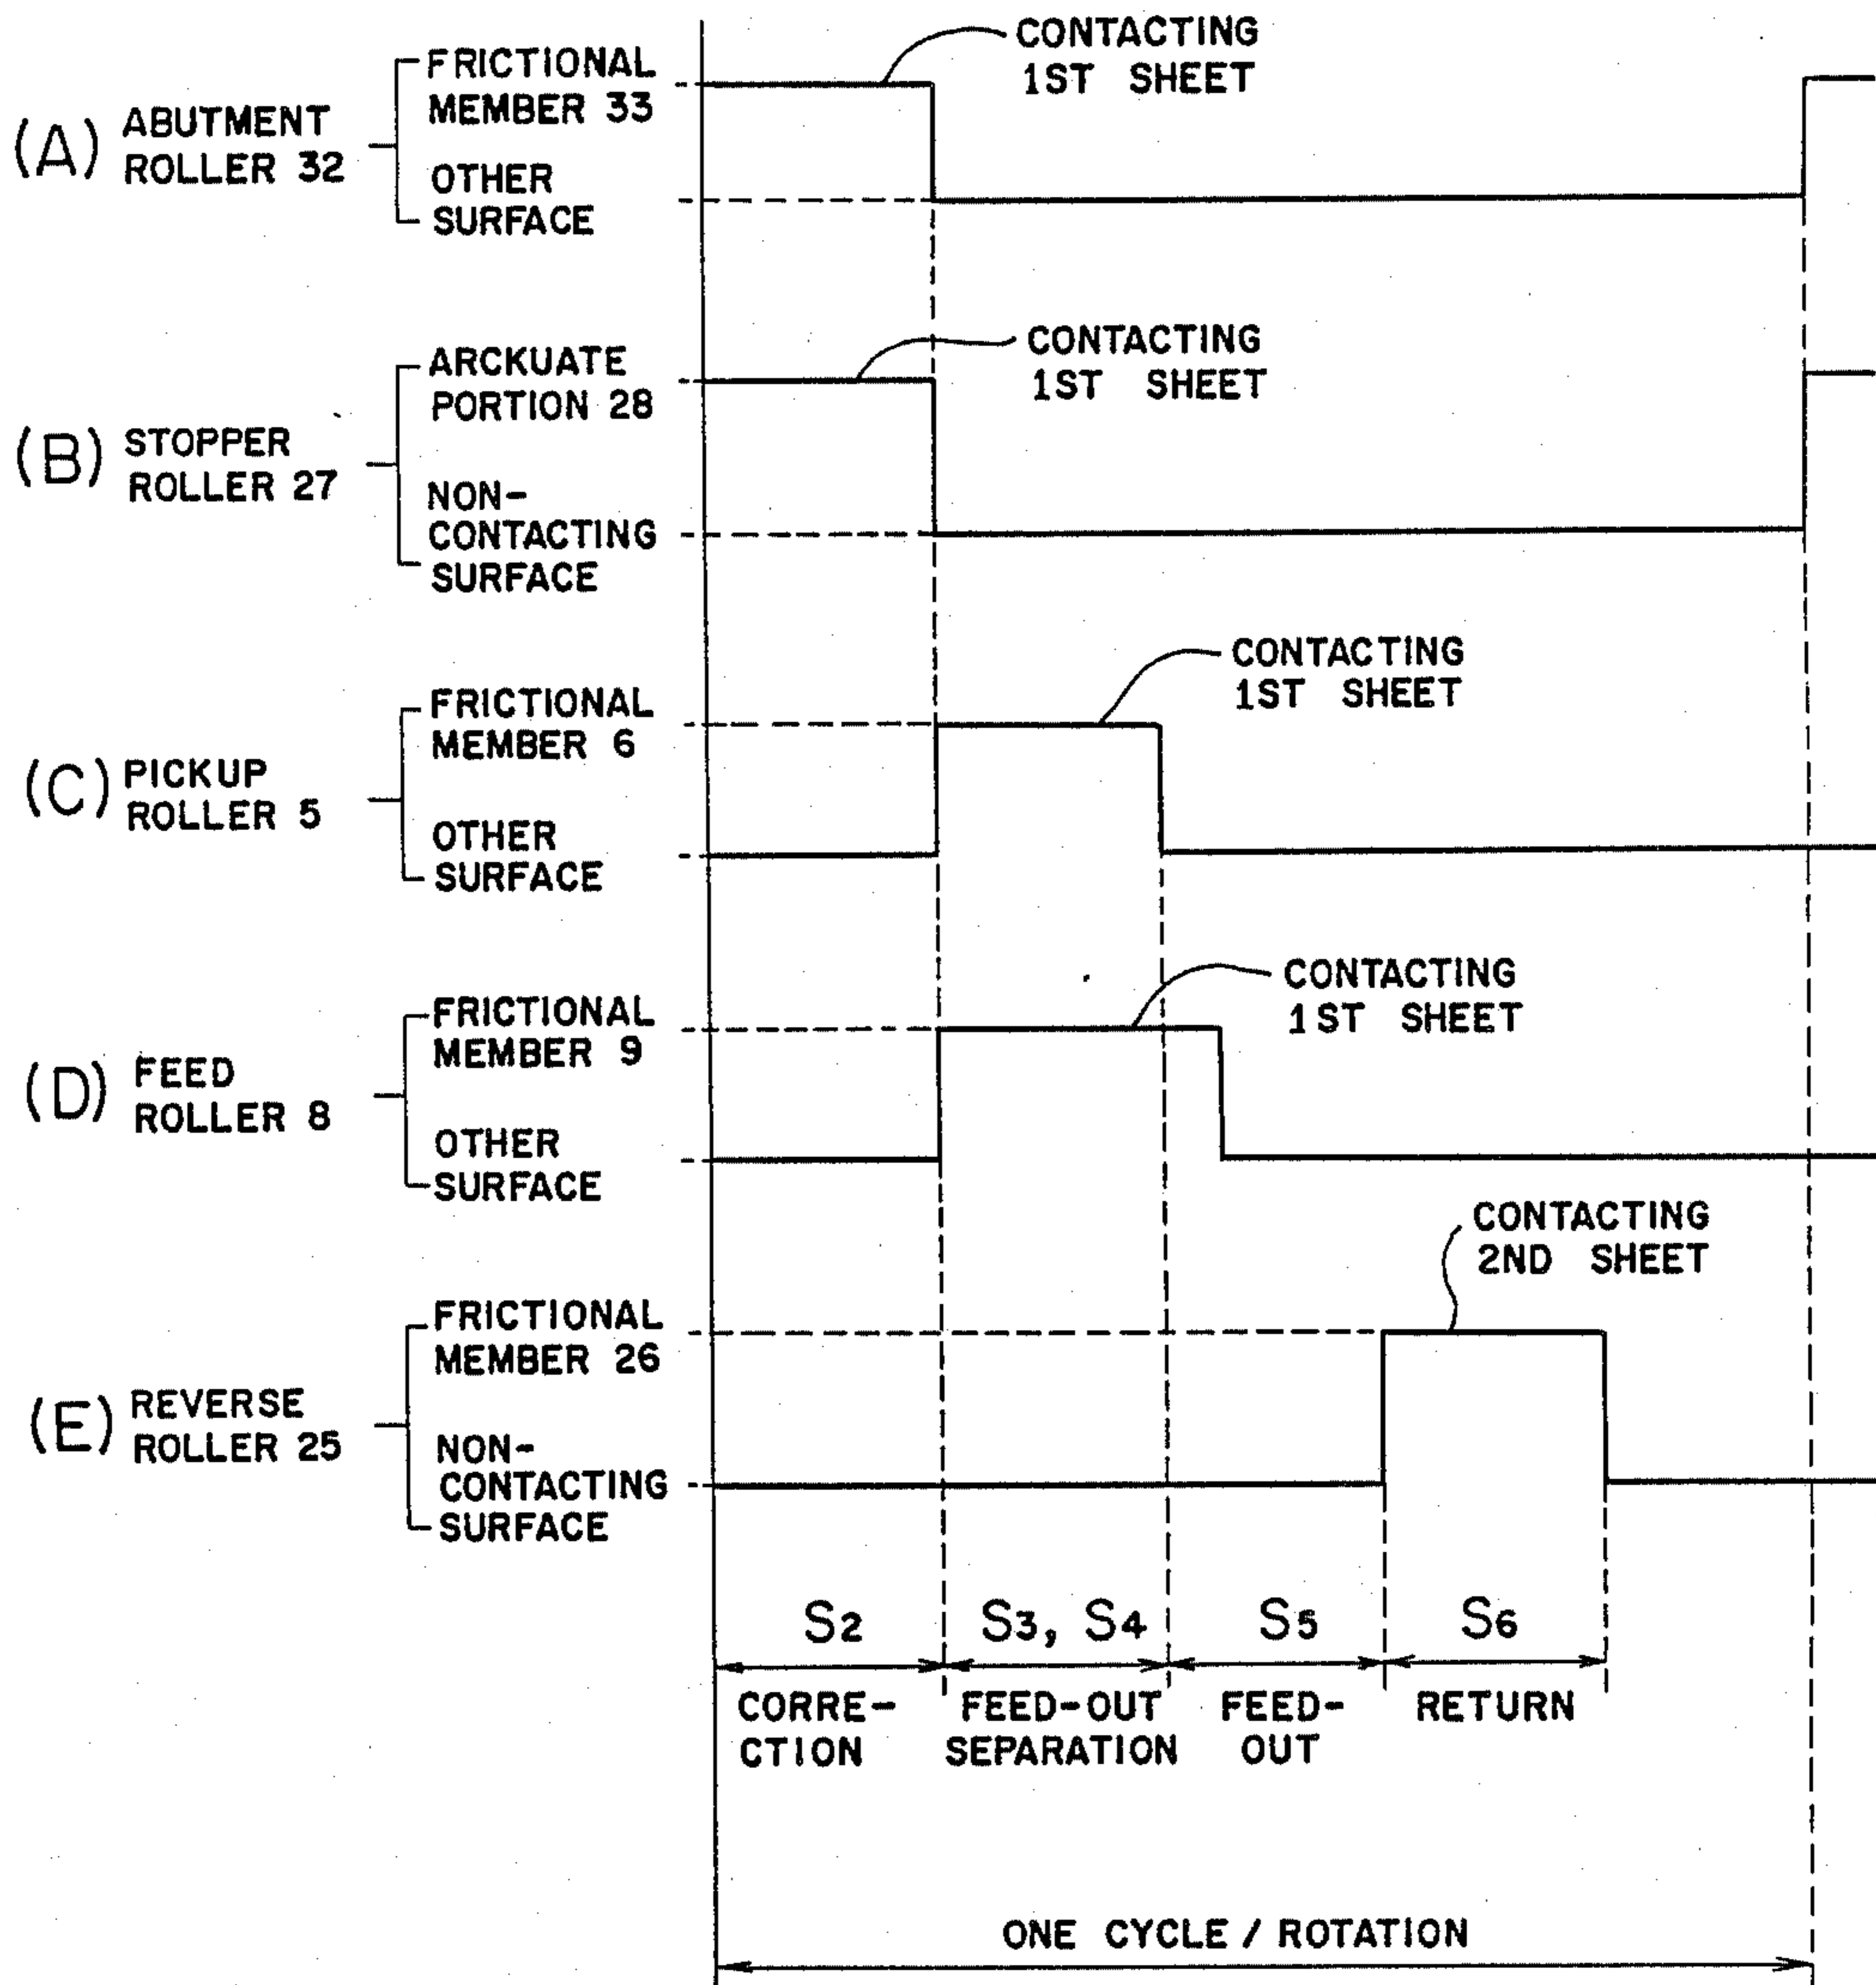 CONTACTING
1ST SHEET
(A) ABUTMENT
ROLLER 32
FRICTIONAL
MEMBER 33
OTHER
SURFACE
CONTACTING
1ST SHEET
(B) STOPPER
ROLLER 27
ARCKUATE
PORTION 28
NON-
CONTACTING
SURFACE
CONTACTING
1ST SHEET
(C) PICKUP
ROLLER 5
FRICTIONAL
MEMBER 6
OTHER
SURFACE
CONTACTING
1ST SHEET
(D) FEED
ROLLER 8
FRICTIONAL
MEMBER 9
OTHER
SURFACE
CONTACTING
2ND SHEET
(E) REVERSE
ROLLER 25
FRICTIONAL
MEMBER 26
NON-
CONTACTING
SURFACE
S2 S3, S4 S5 S6
CORRE-
CTION
FEED-OUT
SEPARATION
FEED-
OUT
RETURN
ONE CYCLE / ROTATION